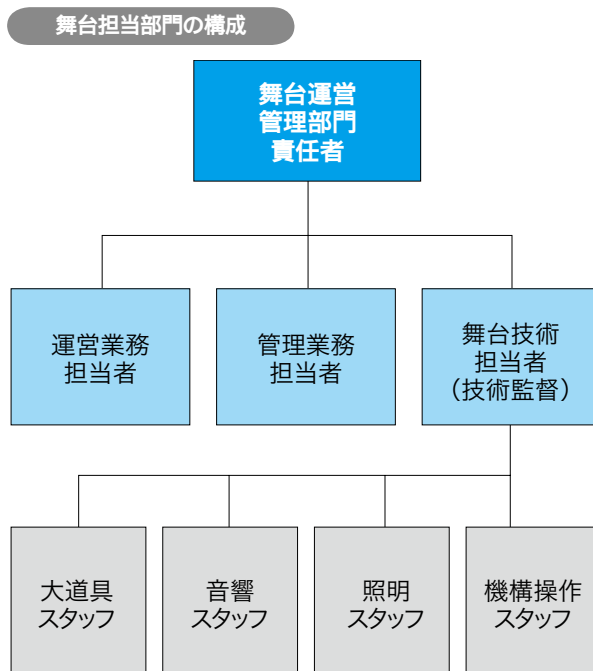 舞台担当部門の構成
舞台運営
管理部門
責任者
運営業務
担当者
管理業務
担当者
舞台技術
担当者
（技術監督）
大道具
スタッフ
音響
スタッフ
照明
スタッフ
機構操作
スタッフ